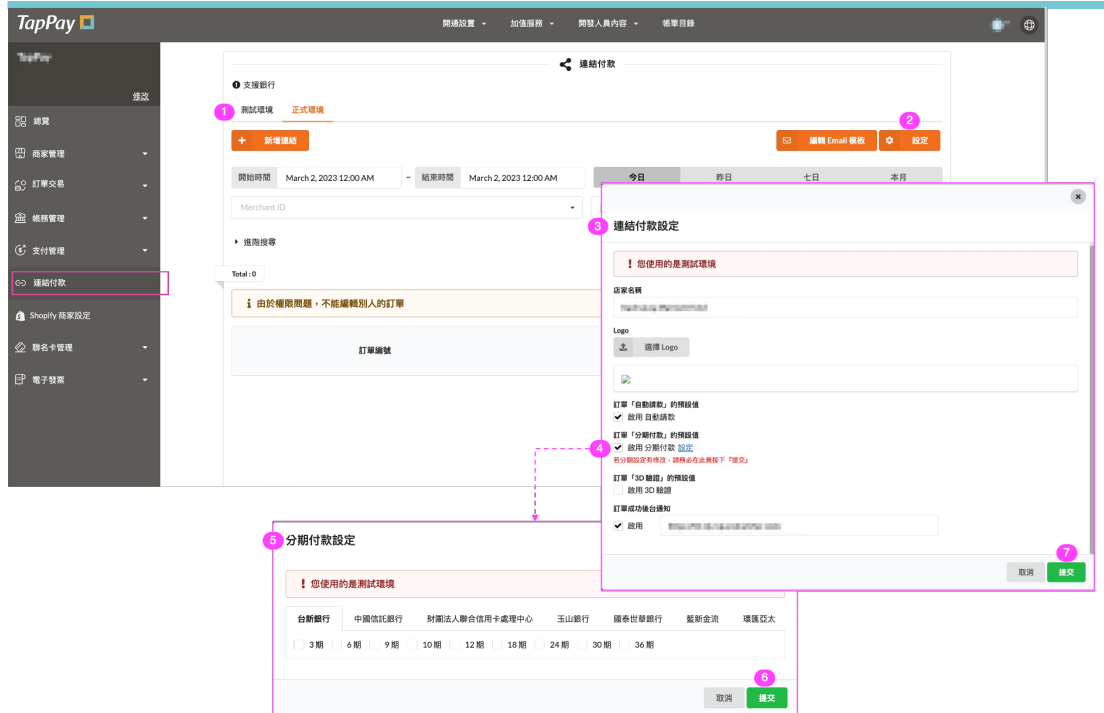 TapPay
開通設置
加值服務
開發人員內容
帳單目錄
TapPay
修改
總覽
商家管理
訂單交易
帳務管理
支付管理
連結付款
Shopify 商家設定
聯名卡管理
電子發票
連結付款
支援銀行
1
測試環境
正式環境
2
+ 新增連結
編輯 Email 模板
設定
開始時間 March 2, 2023 12:00 AM ~ 結束時間 March 2, 2023 12:00 AM
今日
昨日
七日
本月
Merchant ID
進階搜尋
Total : 0
由於權限問題，不能編輯別人的訂單
訂單編號
3
連結付款設定
! 您使用的是測試環境
店家名稱
Logo
選擇 Logo
訂單「自動請款」的預設值
啟用 自動請款
訂單「分期付款」的預設值
4
啟用 分期付款 設定
若分期設定有修改，請務必在此頁按下『提交』
訂單「3D 驗證」的預設值
啟用 3D 驗證
訂單成功後台通知
啟用
7
取消
提交
5
分期付款設定
! 您使用的是測試環境
台新銀行
中國信託銀行
財團法人聯合信用卡處理中心
玉山銀行
國泰世華銀行
藍新金流
環匯亞太
3 期
6 期
9 期
10 期
12 期
18 期
24 期
30 期
36 期
6
取消
提交